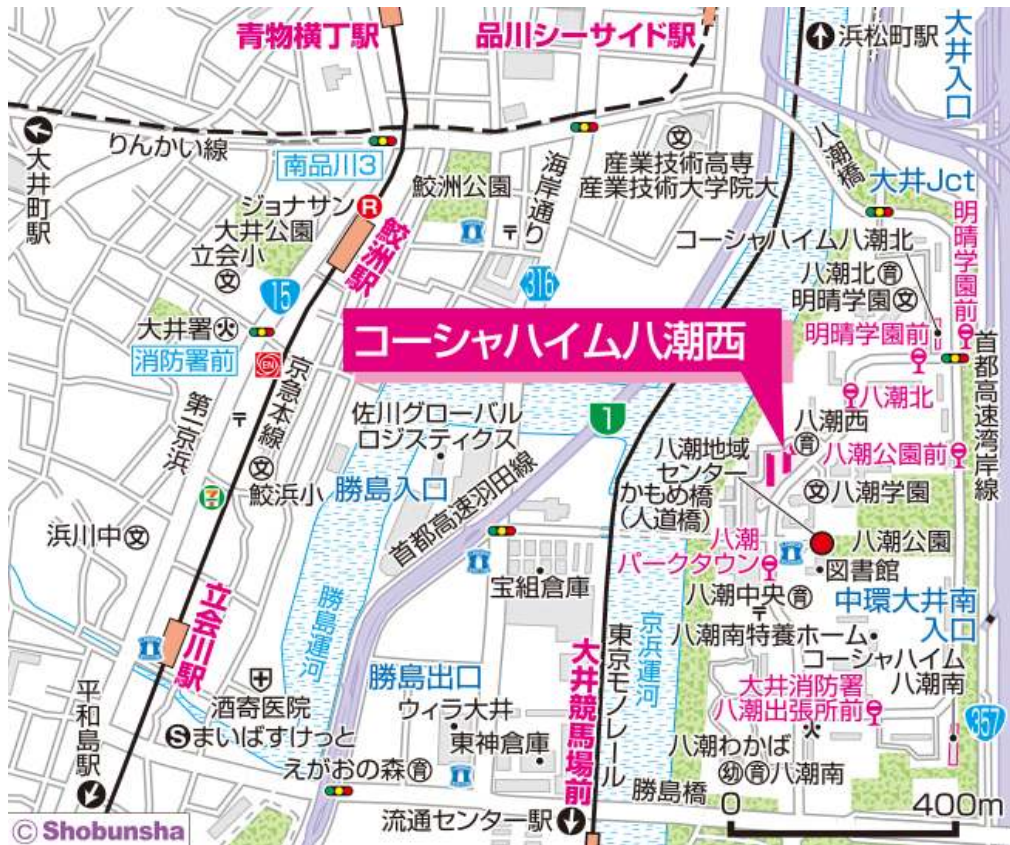 青物横丁駅
品川シーサイド駅
浜松町駅
大井入口
大井町駅
りんかい線
南品川3
ジョナサン
R
大井公園
立会小
文
鮫洲公園
鮫洲駅
海岸通り
文
産業技術高専
産業技術大学院大
八潮橋
大井Jct
コーシャハイム八潮北
八潮北
育
明晴学園
文
明晴学園前
明晴学園前
15
316
大井署
火
消防署前
EN
京急本線
第二京浜
コーシャハイム八潮西
佐川グローバル
ロジスティクス
1
首都高速湾岸線
八潮北
八潮西
育
八潮公園前
八潮地域
センター
かもめ橋
(人道橋)
文
八潮学園
文
鮫浜小
7
勝島入口
首都高速羽田線
浜川中
文
八潮公園
八潮
パークタウン
図書館
宝組倉庫
八潮中央
育
中環大井南
入口
勝島運河
京浜運河
八潮南特養ホーム
コーシャハイム
八潮南
立会川駅
東京モノレール
大井競馬場前
勝島出口
大井消防署
八潮出張所前
357
平和島駅
酒寄医院
S
まいばすけっと
ウィラ大井
東神倉庫
えがおの森
育
八潮わかば
幼
育
八潮南
勝島橋
流通センター駅
0
400m
© Shobunsha